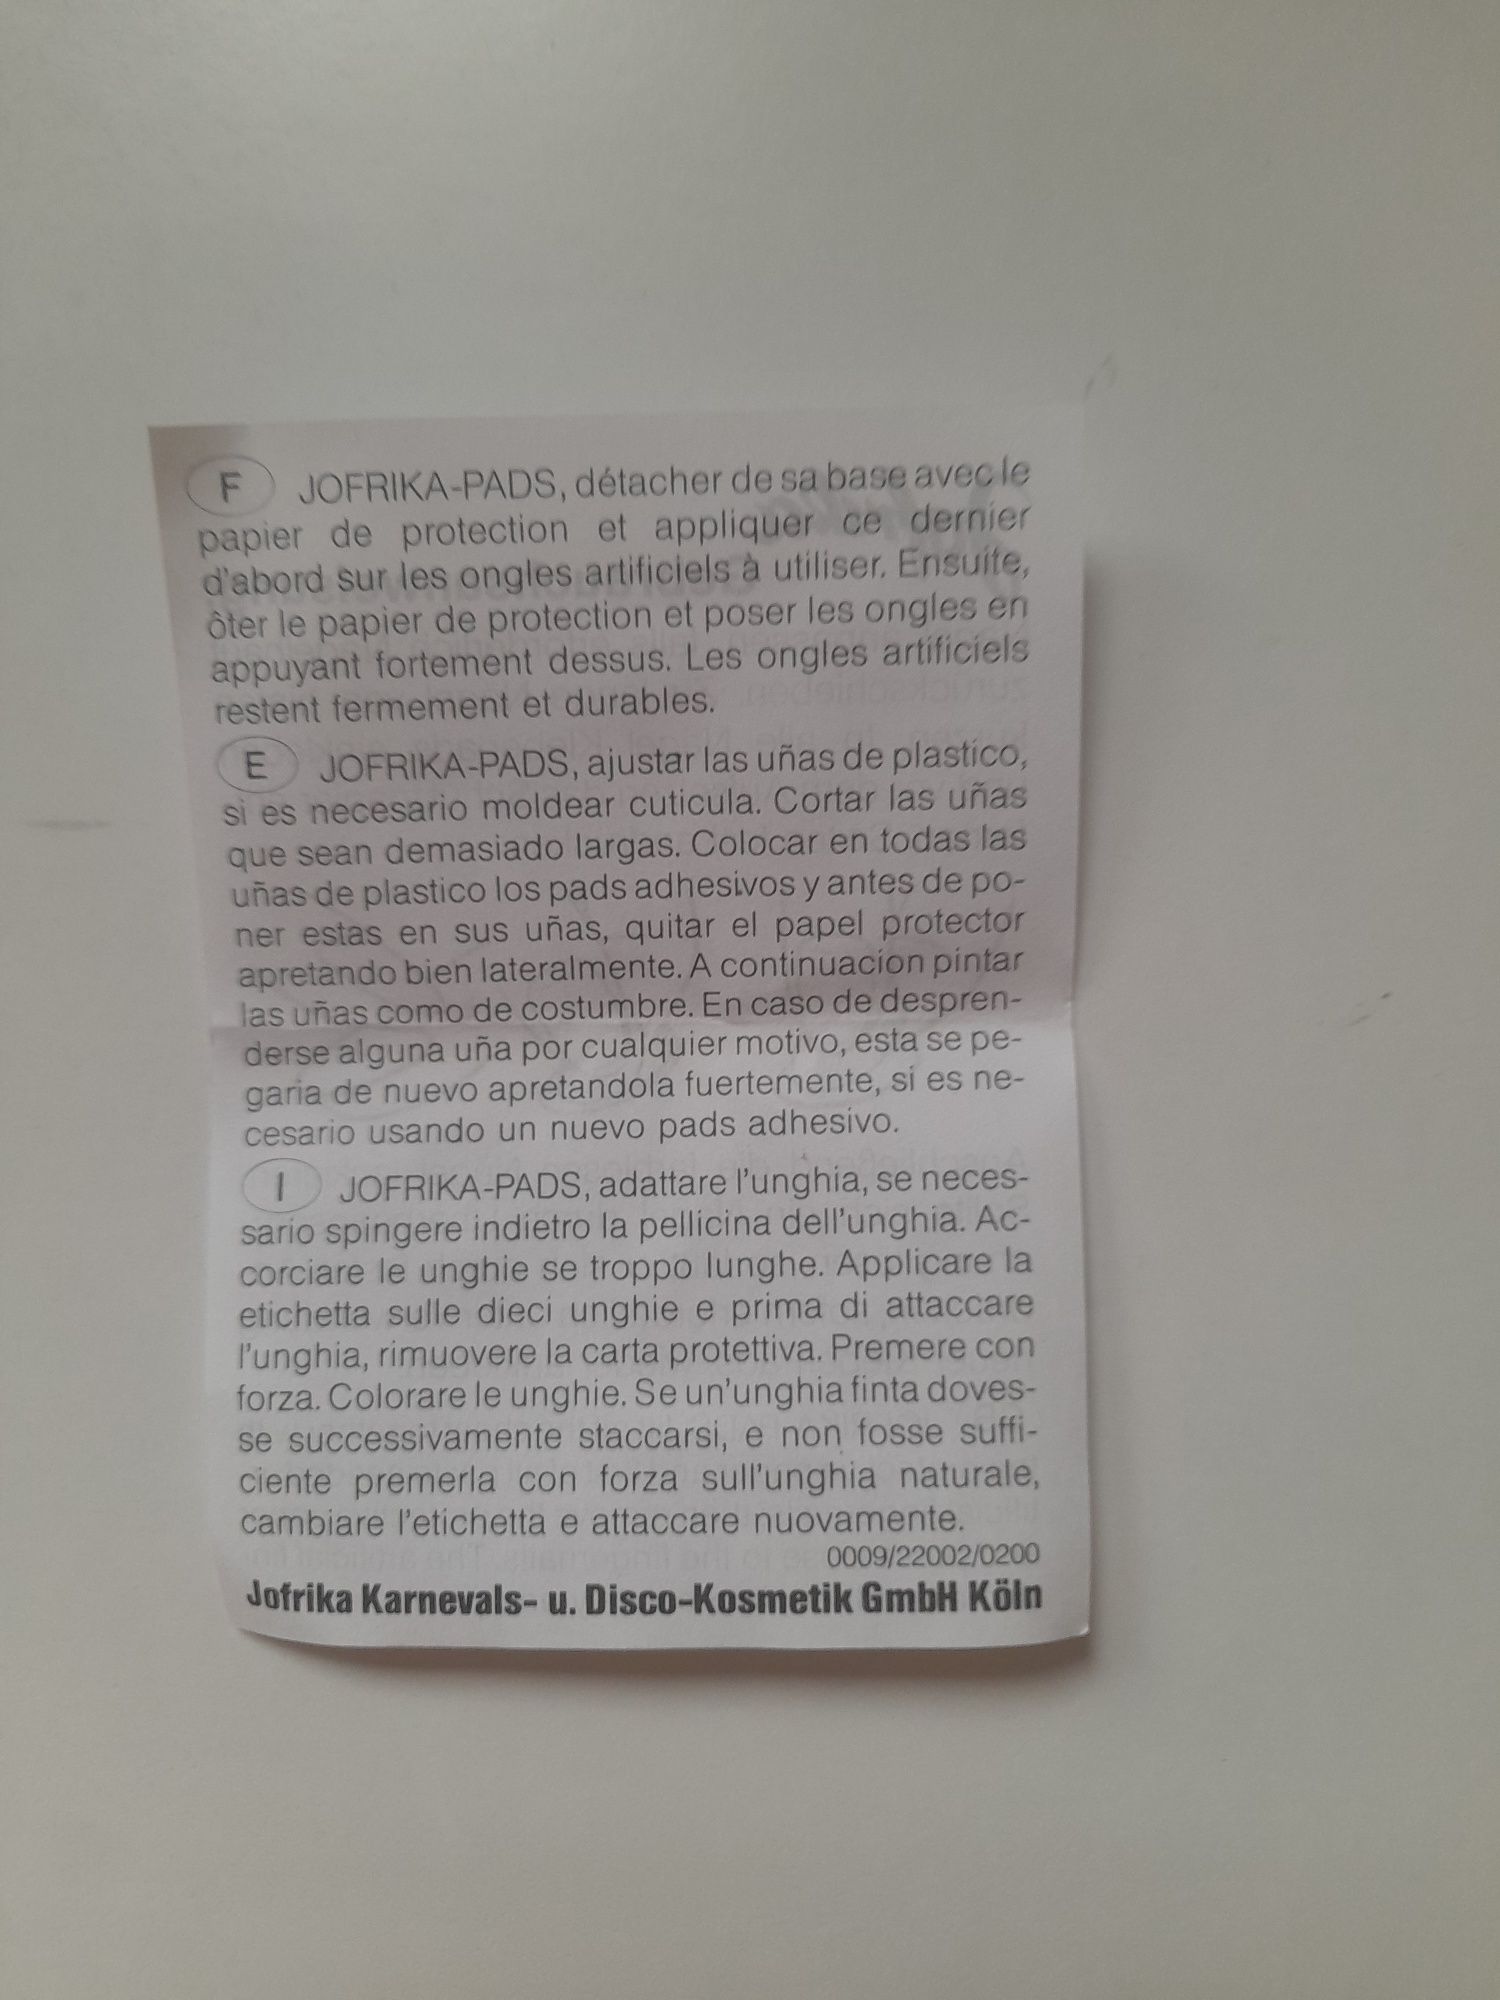 F JOFRIKA-PADS, détacher de sa base avec le
papier de protection et appliquer ce dernier
d'abord sur les ongles artificiels à utiliser. Ensuite,
ôter le papier de protection et poser les ongles en
appuyant fortement dessus. Les ongles artificiels
restent fermement et durables.
E JOFRIKA-PADS, ajustar las uñas de plastico,
si es necesario moldear cuticula. Cortar las uñas
que sean demasiado largas. Colocar en todas las
uñas de plastico los pads adhesivos y antes de po-
ner estas en sus uñas, quitar el papel protector
apretando bien lateralmente. A continuacion pintar
las uñas como de costumbre. En caso de despren-
derse alguna uña por cualquier motivo, esta se pe-
garia de nuevo apretandola fuertemente, si es ne-
cesario usando un nuevo pads adhesivo.
I JOFRIKA-PADS, adattare l'unghia, se neces-
sario spingere indietro la pellicina dell'unghia. Ac-
corciare le unghie se troppo lunghe. Applicare la
etichetta sulle dieci unghie e prima di attaccare
l'unghia, rimuovere la carta protettiva. Premere con
forza. Colorare le unghie. Se un'unghia finta doves-
se successivamente staccarsi, e non fosse suffi-
ciente premerla con forza sull'unghia naturale,
cambiare l'etichetta e attaccare nuovamente.
0009/22002/0200
Jofrika Karnevals- u. Disco-Kosmetik GmbH Köln